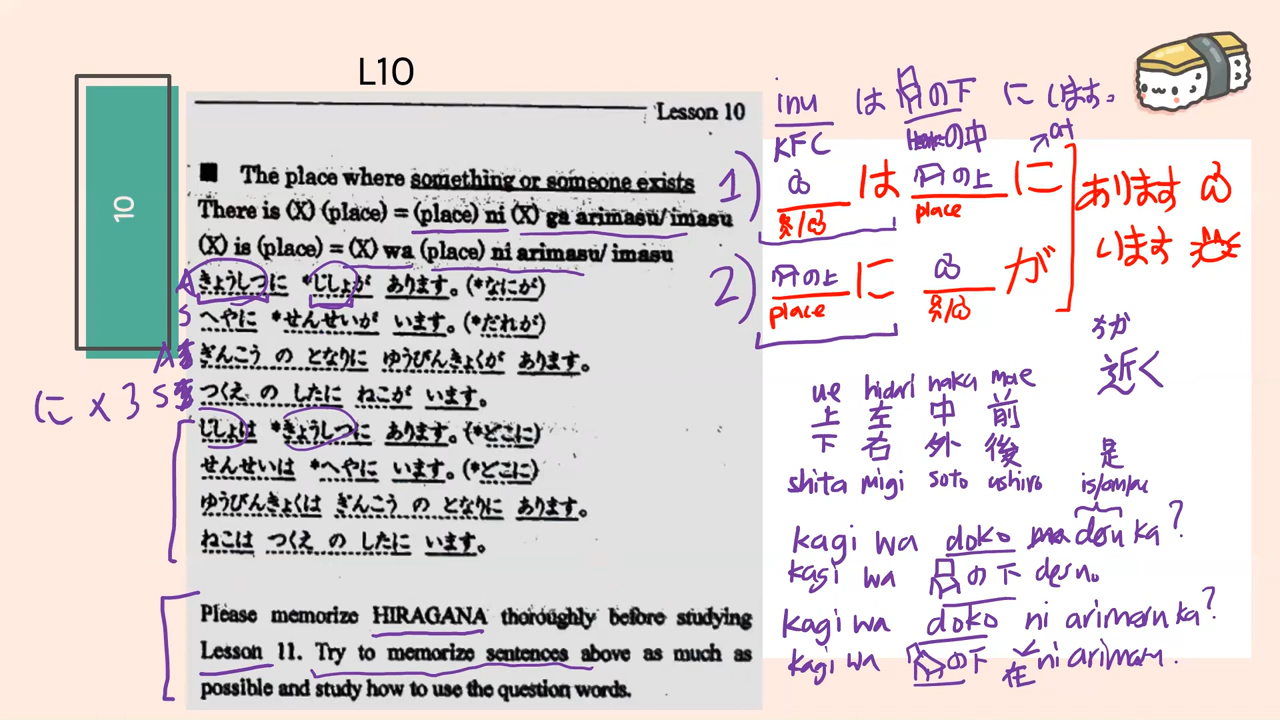 L10
10
Lesson 10
■ The place where something or someone exists
There is (X) (place) = (place) ni (X) ga arimasu/ imasu
(X) is (place) = (X) wa (place) ni arimasu/ imasu
A きょうしつに *じしょが あります。(*なにが)
S へやに *せんせいが います。(*だれが)
A ぎんこう の となりに ゆうびんきょくが あります。
S つくえ の したに ねこが います。
に x 3
じしょは *きょうしつに あります。(*どこに)
せんせいは *へやに います。(*どこに)
ゆうびんきょくは ぎんこう の となりに あります。
ねこは つくえ の したに います。
Please memorize HIRAGANA thoroughly before studying
Lesson 11. Try to memorize sentences above as much as
possible and study how to use the question words.
inu は の下 に います。
KFC の中 at
1) は の上 に
place
2) の上 に が
place
あります
います
ちか
近く
ue hidari naka mae
上 左 中 前
下 右 外 後
shita migi soto ushiro
是
kagi wa doko ka?
kagi wa の下
kagi wa doko ni arimasu ka?
kagi wa の下 在 ni arimasu.